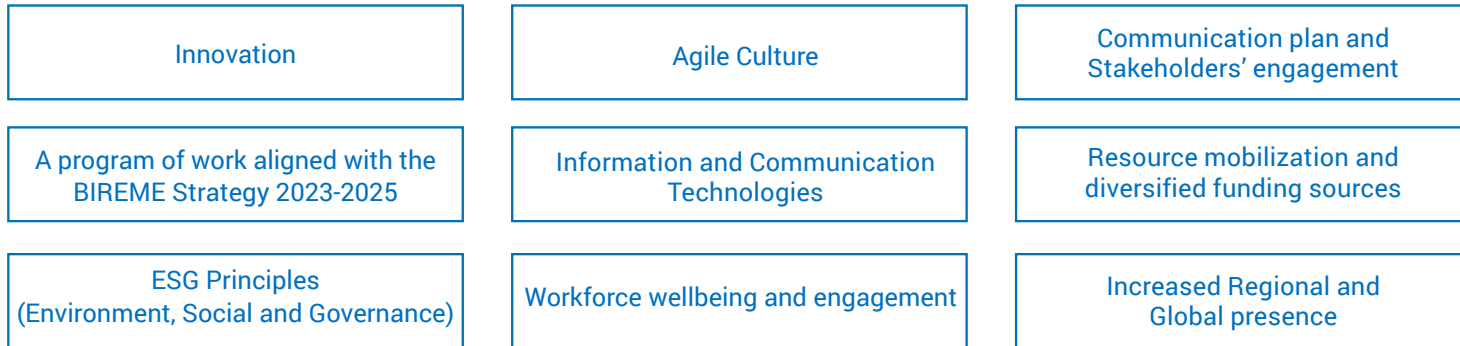 Innovation
Agile Culture
Communication plan and
Stakeholders’ engagement
A program of work aligned with the
BIREME Strategy 2023-2025
Information and Communication
Technologies
Resource mobilization and
diversified funding sources
ESG Principles
(Environment, Social and Governance)
Workforce wellbeing and engagement
Increased Regional and
Global presence